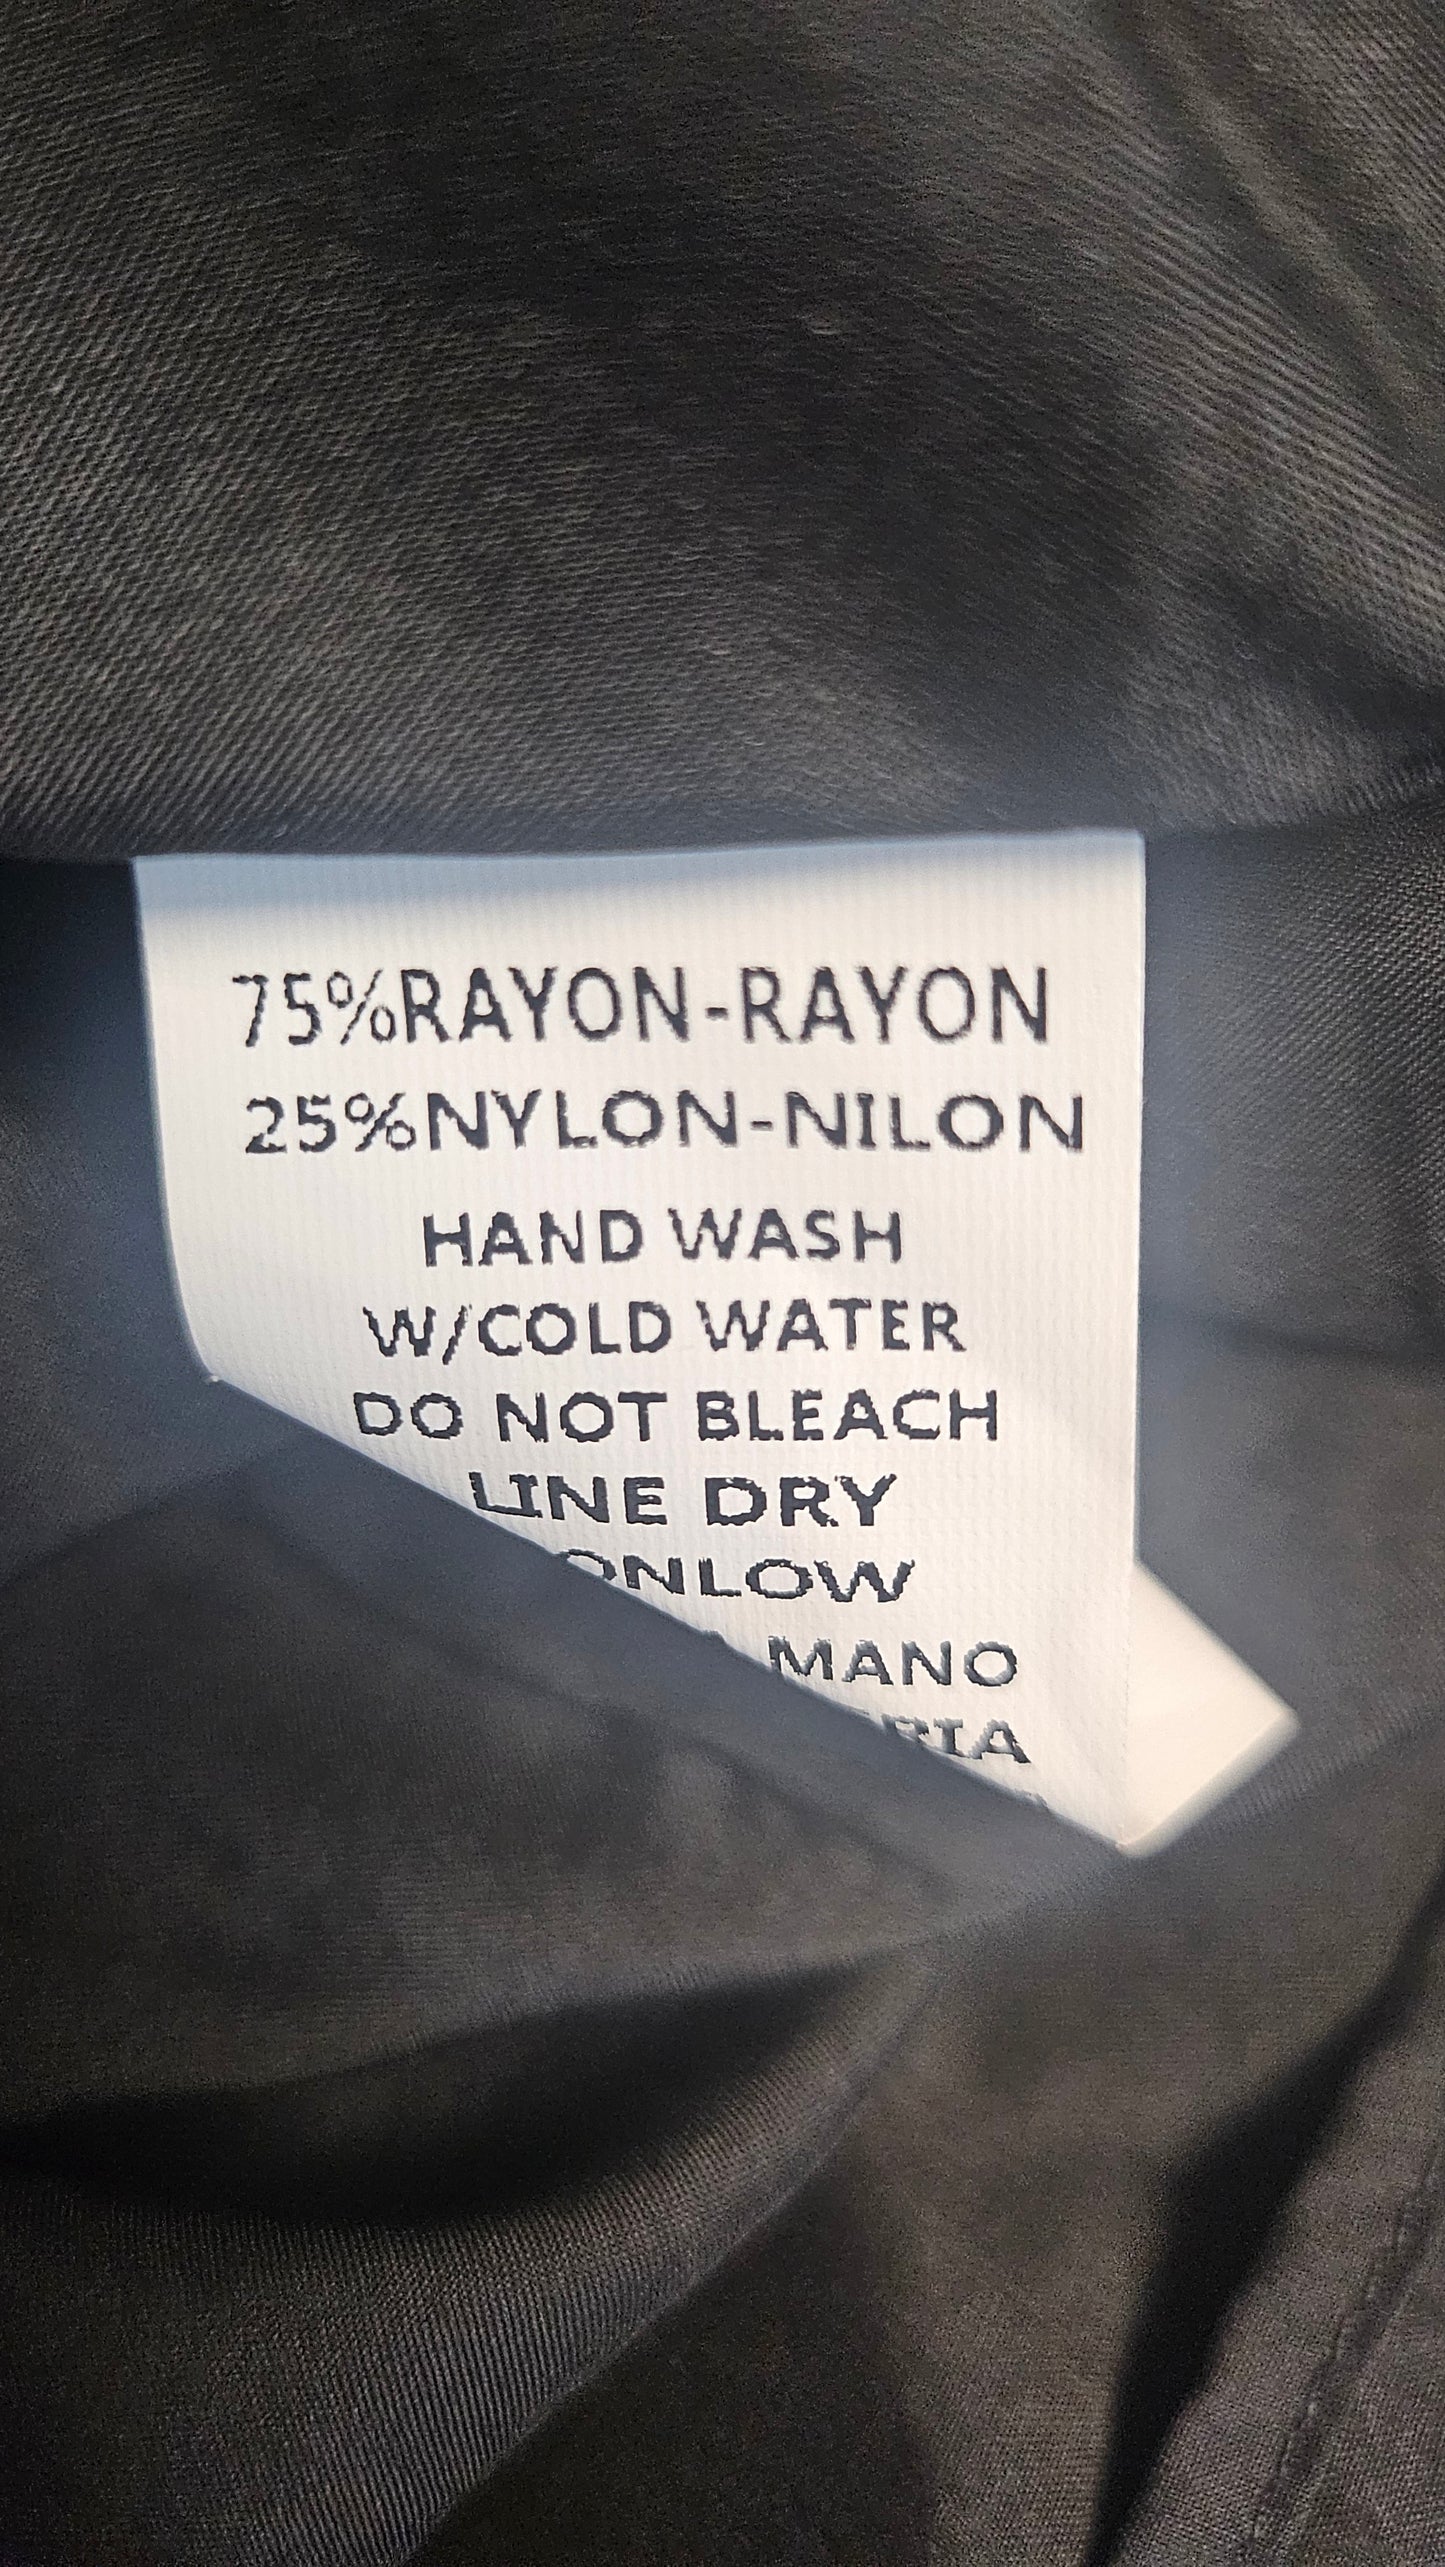 75%RAYON-RAYON
25%NYLON-NILON
HAND WASH
W/COLD WATER
DO NOT BLEACH
LINE DRY
MANO